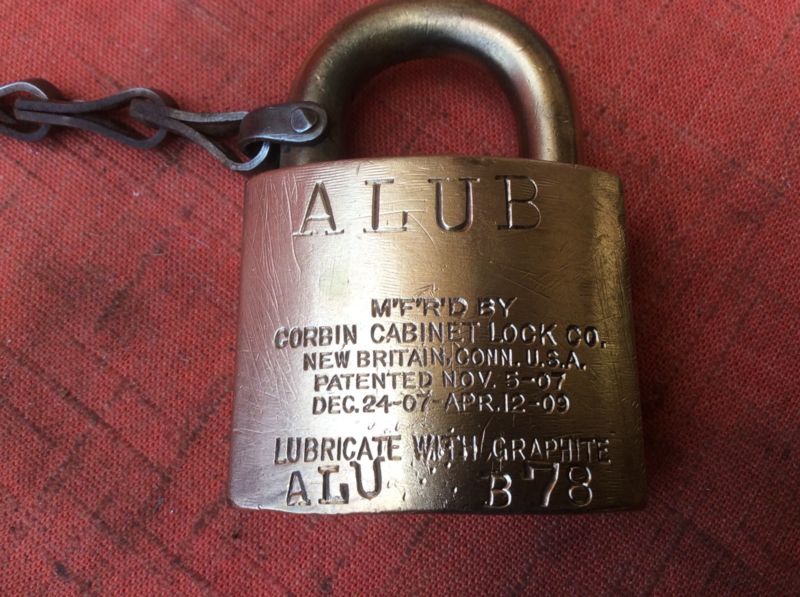 ALUB
M'F'R'D BY
CORBIN CABINET LOCK CO.
NEW BRITAIN, CONN. U.S.A.
PATENTED NOV. 5-07
DEC. 24-07-APR. 12-09
LUBRICATE WITH GRAPHITE
ALU B 78